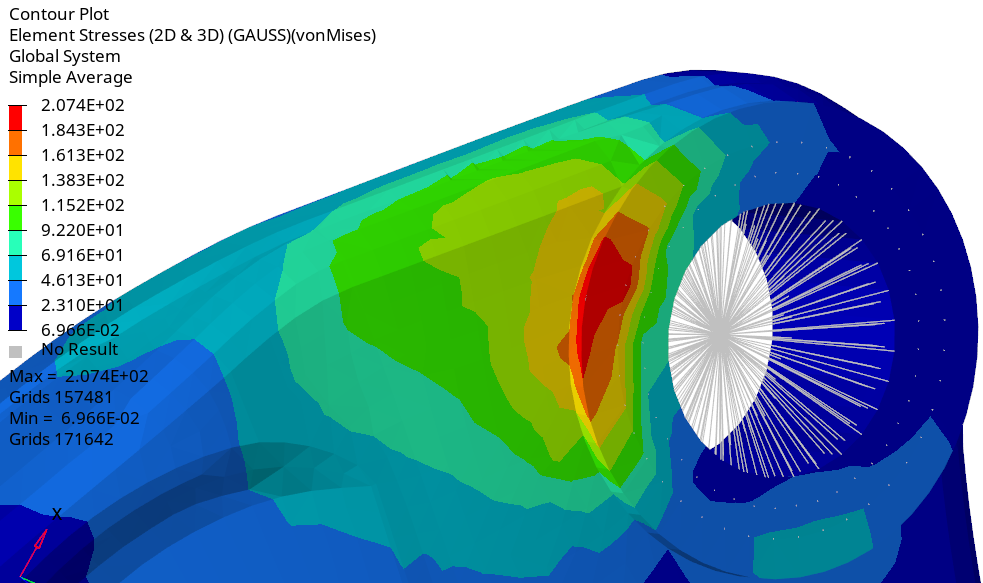 Contour Plot
Element Stresses (2D & 3D) (GAUSS)(vonMises)
Global System
Simple Average
2.074E+02
1.843E+02
1.613E+02
1.383E+02
1.152E+02
9.220E+01
6.916E+01
4.613E+01
2.310E+01
6.966E-02
No Result
Max = 2.074E+02
Grids 157481
Min = 6.966E-02
Grids 171642
X